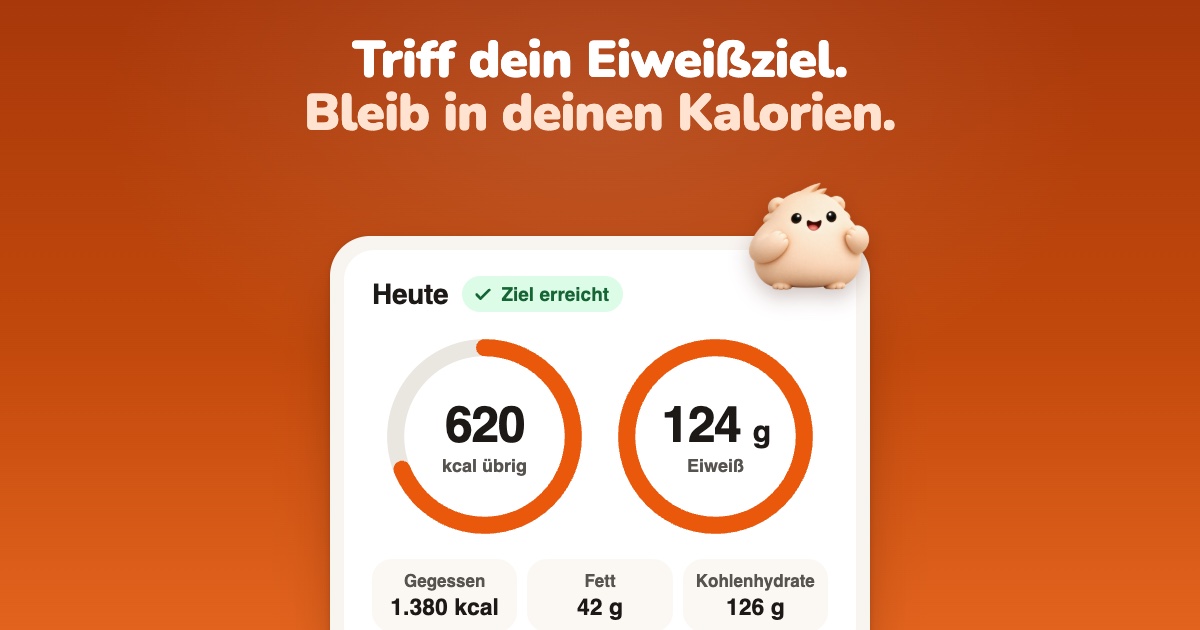 Triff dein Eiweißziel.
Bleib in deinen Kalorien.
Heute
Ziel erreicht
620
kcal übrig
124 g
Eiweiß
Gegessen
1.380 kcal
Fett
42 g
Kohlenhydrate
126 g